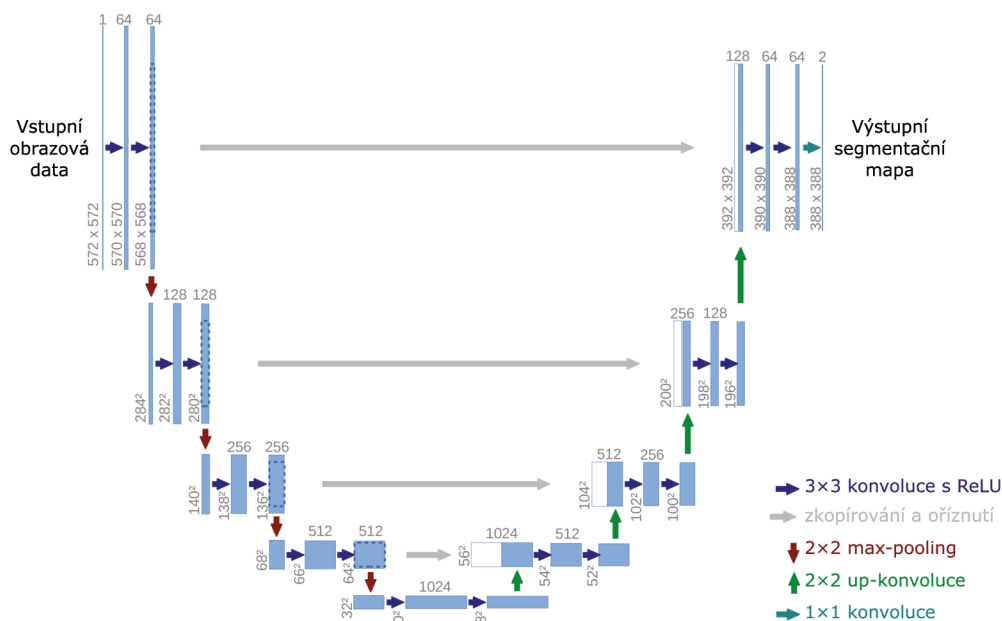 1 64 64
128 64 64 2
Vstupní
obrazová
data
Výstupní
segmentační
mapa
572 x 572
570 x 570
568 x 568
392 x 392
390 x 390
388 x 388
388 x 388
128 128
256 128
284²
282²
280²
200²
198²
196²
256 256
512 256
140²
138²
136²
104²
102²
100²
512 512
1024 512
68²
66²
64²
56²
54²
52²
1024
32²
3×3 konvoluce s ReLU
zkopírování a oříznutí
2×2 max-pooling
2×2 up-konvoluce
1×1 konvoluce